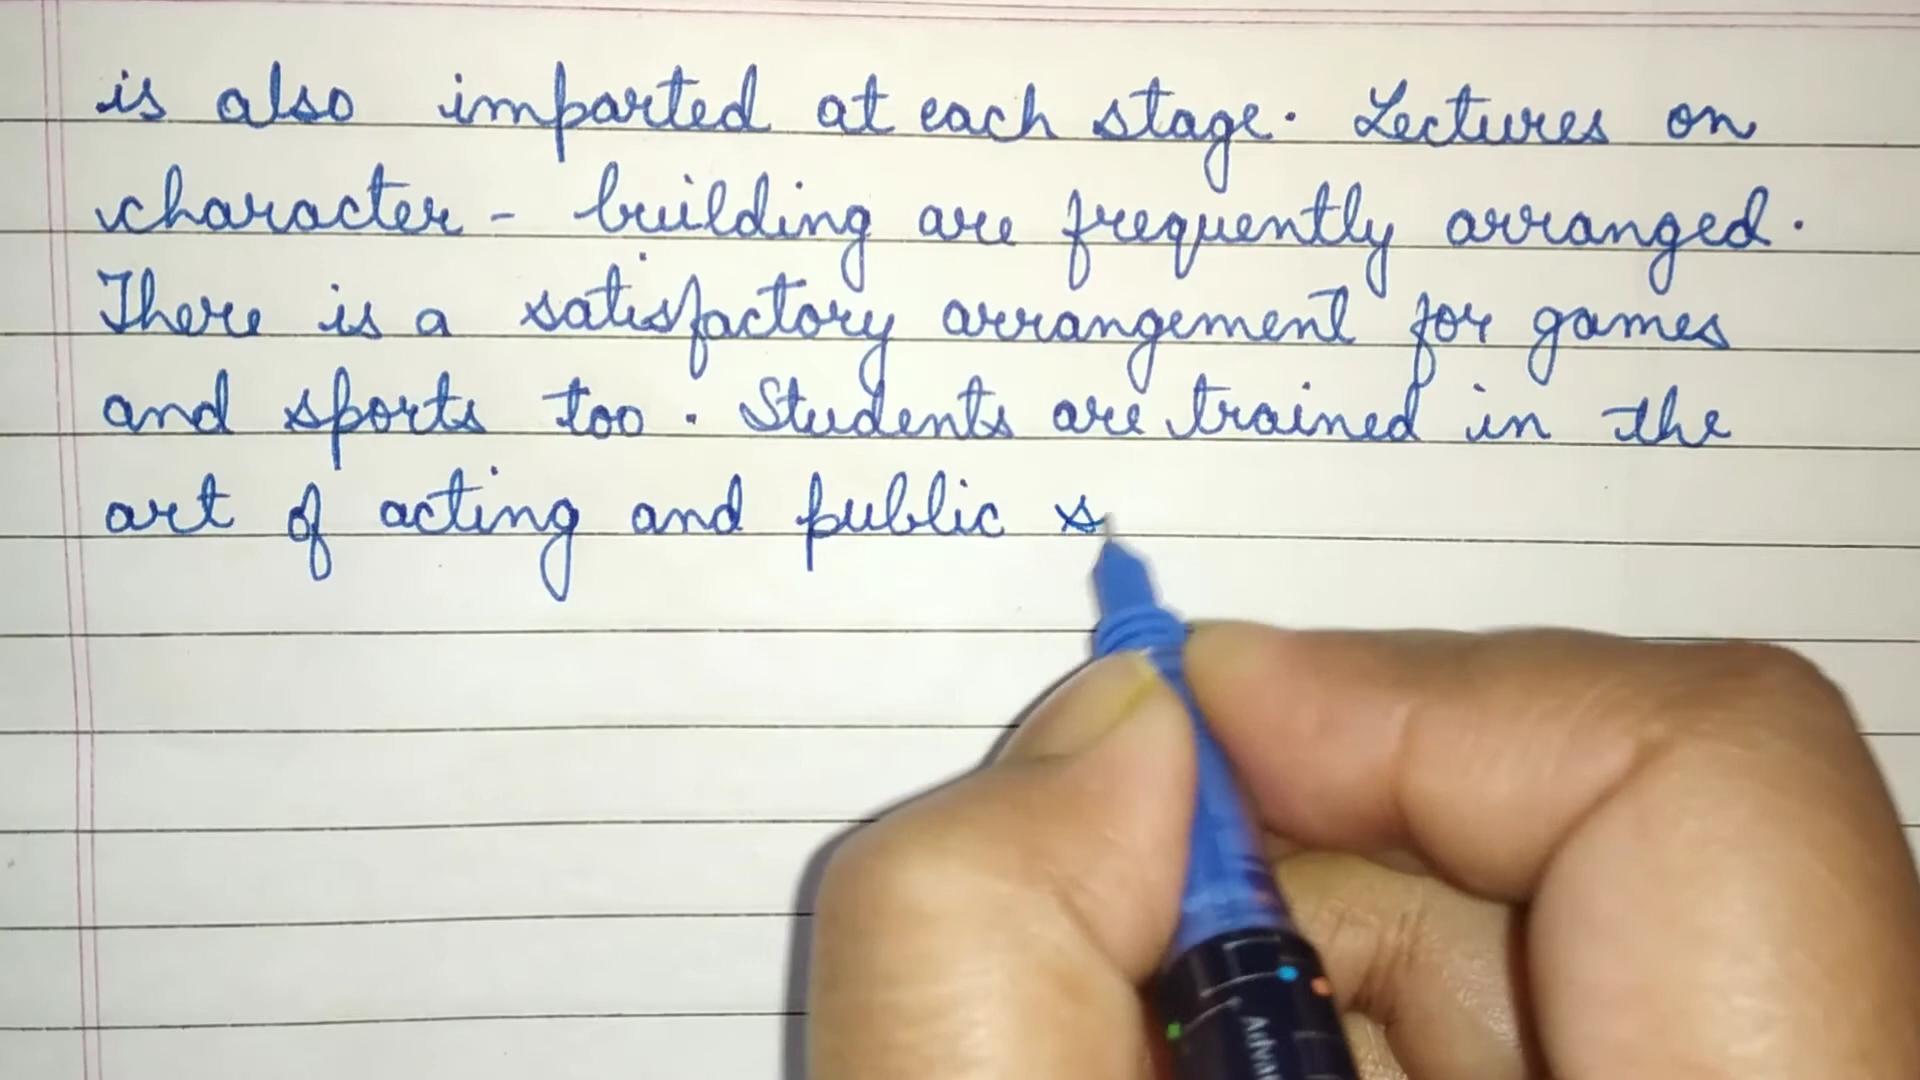 is also imparted at each stage. Lectures on
character - building are frequently arranged.
There is a satisfactory arrangement for games
and sports too. Students are trained in the
art of acting and public s
Advan